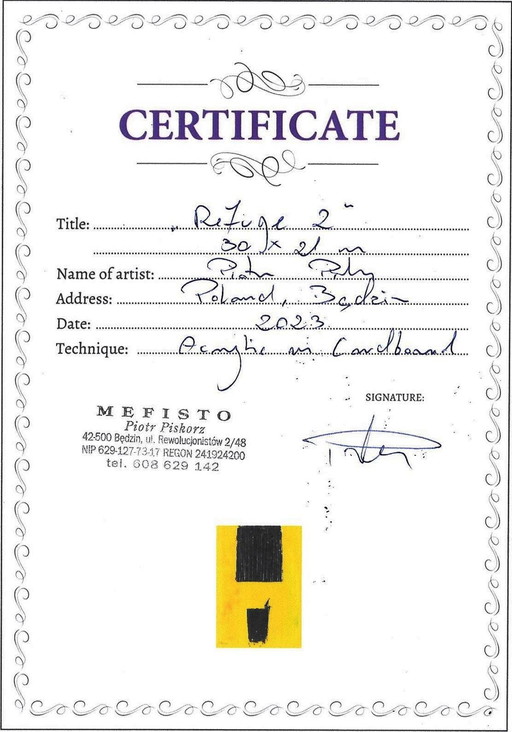 CERTIFICATE
Title: „Refuge 2"
30 x 21
Name of artist: Piotr
Address: Poland, Będzin
Date: 2023
Technique: Acrylic on Cardboard
SIGNATURE:
MEFISTO
Piotr Piskorz
42-500 Będzin, ul. Rewolucjonistów 2/48
NIP 629-127-73-17 REGON 241924200
tel. 608 629 142